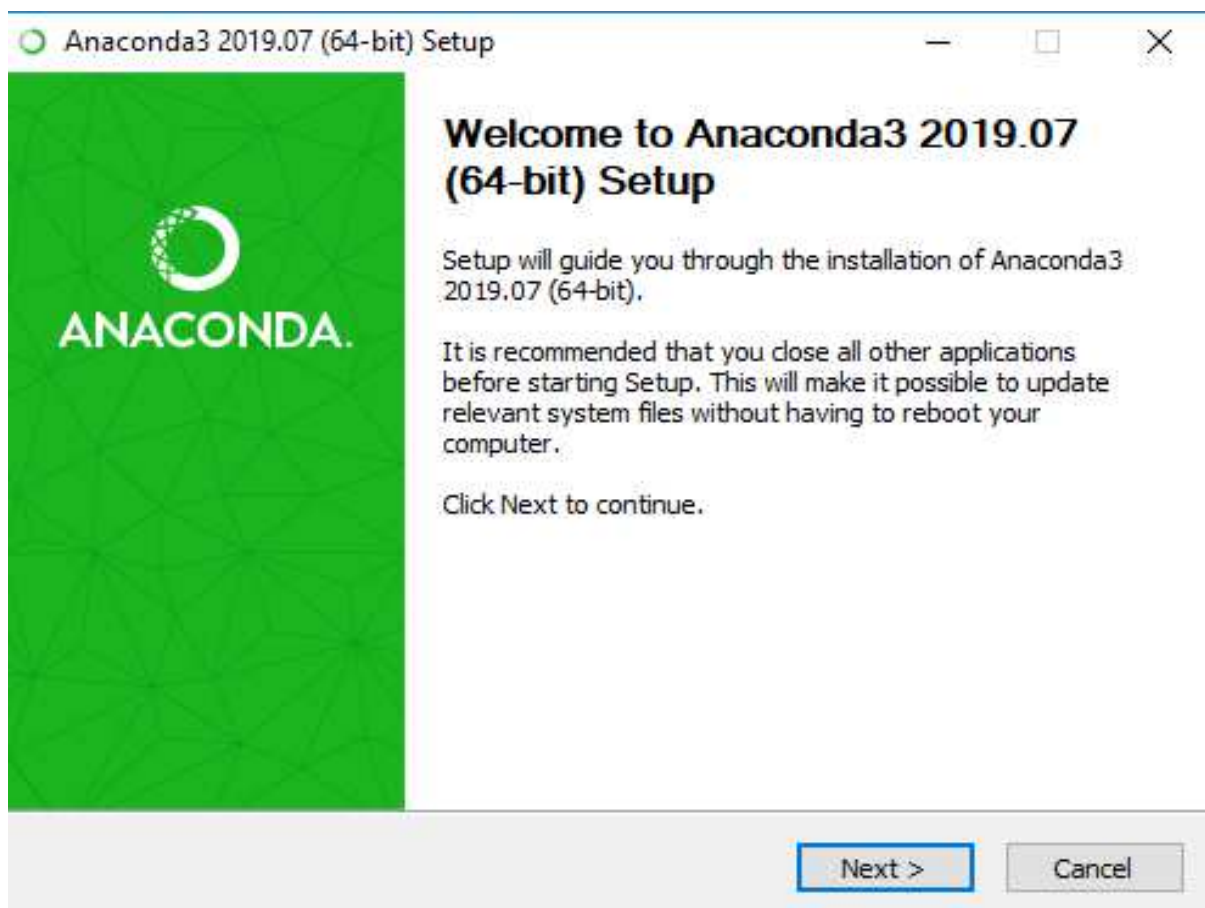 Anaconda3 2019.07 (64-bit) Setup
ANACONDA.
Welcome to Anaconda3 2019.07
(64-bit) Setup
Setup will guide you through the installation of Anaconda3
2019.07 (64-bit).
It is recommended that you close all other applications
before starting Setup. This will make it possible to update
relevant system files without having to reboot your
computer.
Click Next to continue.
Next >
Cancel